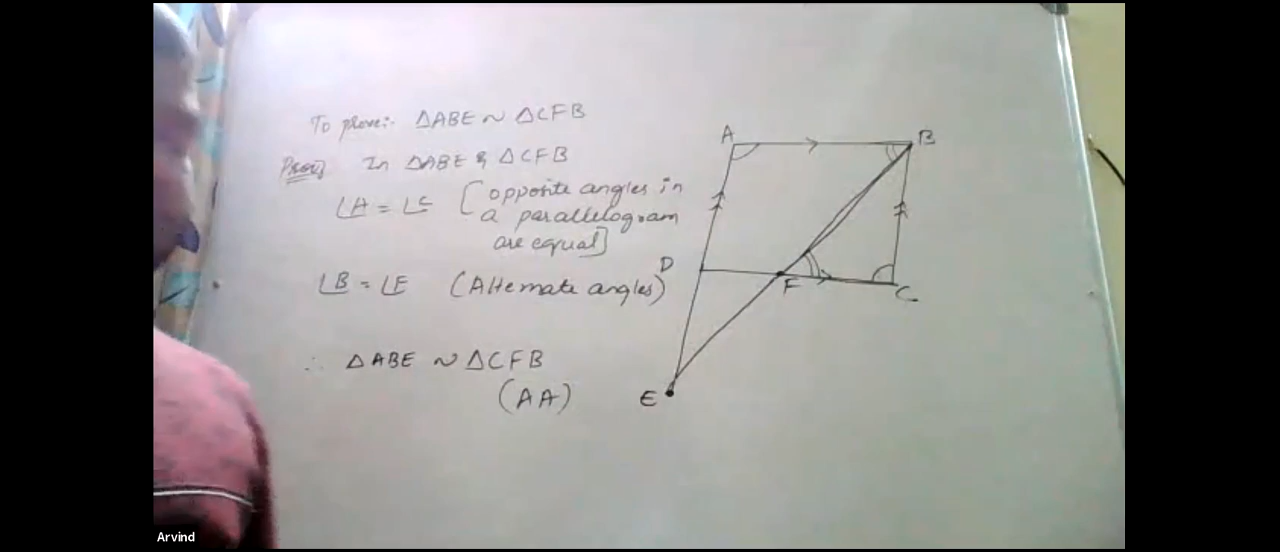 To prove:- ΔABE ~ ΔCFB
Proof In ΔABE & ΔCFB
∠A = ∠C [opposite angles in
a parallelogram
are equal]
∠B = ∠F (Alternate angles)
∴ ΔABE ~ ΔCFB
(AA)
A
B
D
F
C
E
Arvind